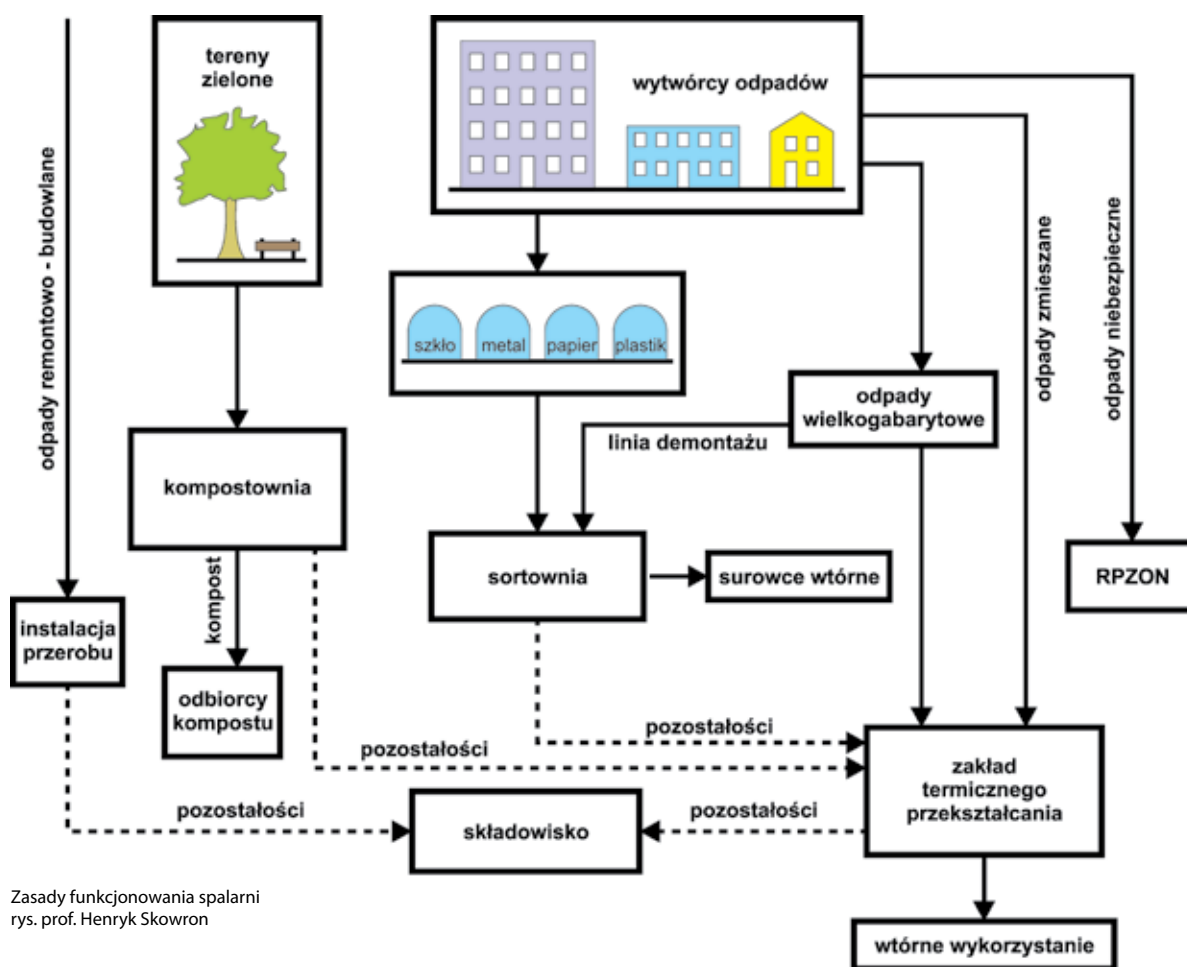 tereny
zielone
wytwórcy odpadów
odpady remontowo - budowlane
szkło
metal
papier
plastik
odpady zmieszane
odpady niebezpieczne
odpady
wielkogabarytowe
linia demontażu
kompostownia
sortownia
surowce wtórne
RPZON
instalacja
przerobu
kompost
odbiorcy
kompostu
pozostałości
pozostałości
zakład
termicznego
przekształcania
pozostałości
składowisko
pozostałości
wtórne wykorzystanie
Zasady funkcjonowania spalarni
rys. prof. Henryk Skowron